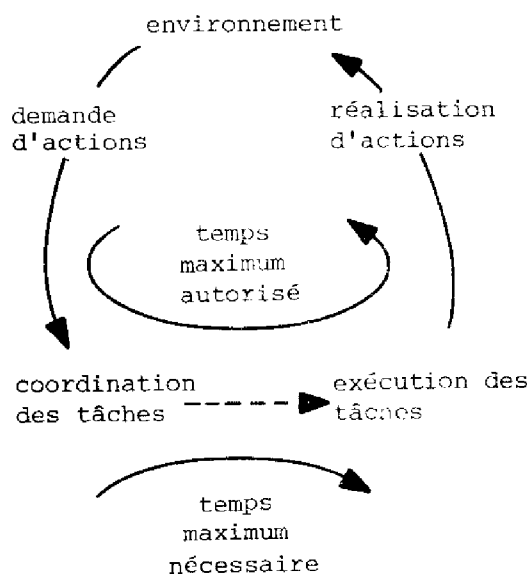 environnement
demande
d'actions
réalisation
d'actions
temps
maximum
autorisé
coordination
des tâches
exécution des
tâches
temps
maximum
nécessaire